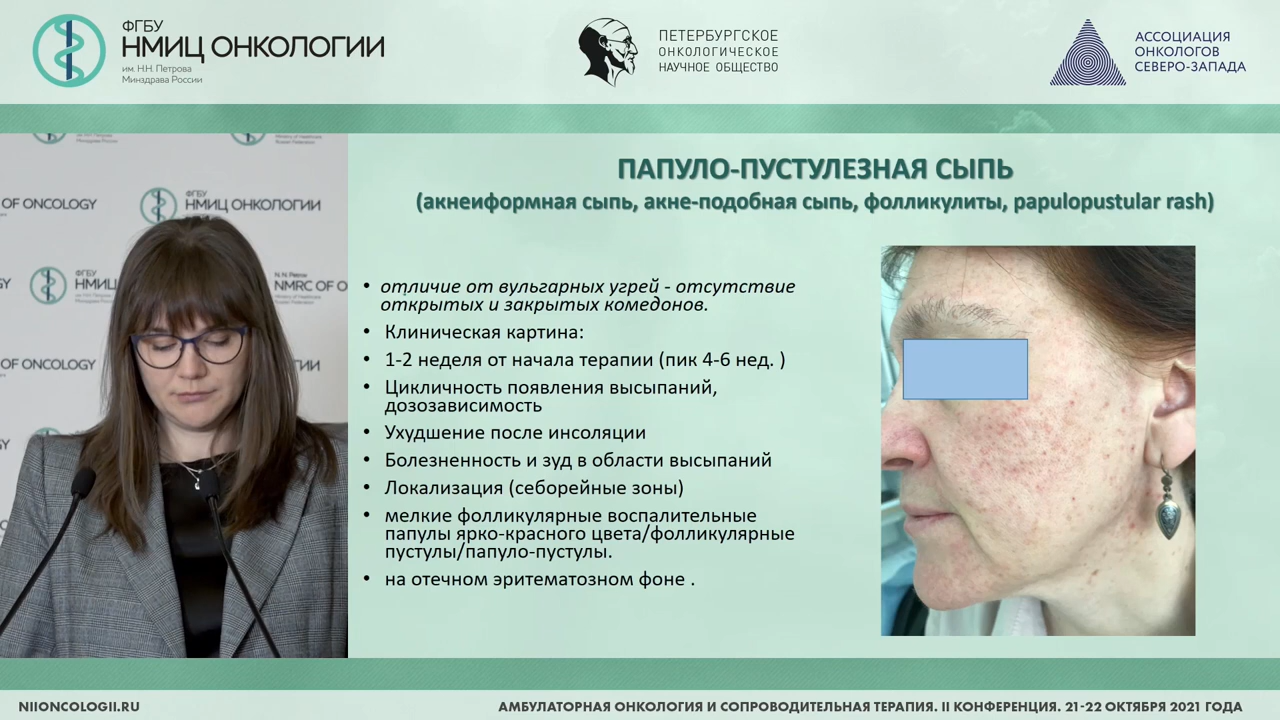 ФГБУ
НМИЦ ОНКОЛОГИИ
им. Н.Н. Петрова
Минздрава России
ПЕТЕРБУРГСКОЕ
ОНКОЛОГИЧЕСКОЕ
НАУЧНОЕ ОБЩЕСТВО
АССОЦИАЦИЯ
ОНКОЛОГОВ
СЕВЕРО-ЗАПАДА
OF ONCOLOGY
ФГБУ
НМИЦ ОНКОЛОГИИ
ФГБУ
НМИЦ
N.N. Petrov
NMRC OF O
OF ONCOLOGY
ПАПУЛО-ПУСТУЛЕЗНАЯ СЫПЬ
(акнеиформная сыпь, акне-подобная сыпь, фолликулиты, papulopustular rash)
• отличие от вульгарных угрей - отсутствие
открытых и закрытых комедонов.
• Клиническая картина:
• 1-2 неделя от начала терапии (пик 4-6 нед. )
• Цикличность появления высыпаний,
дозозависимость
• Ухудшение после инсоляции
• Болезненность и зуд в области высыпаний
• Локализация (себорейные зоны)
• мелкие фолликулярные воспалительные
папулы ярко-красного цвета/фолликулярные
пустулы/папуло-пустулы.
• на отечном эритематозном фоне .
NIIONCOLOGII.RU
АМБУЛАТОРНАЯ ОНКОЛОГИЯ И СОПРОВОДИТЕЛЬНАЯ ТЕРАПИЯ. II КОНФЕРЕНЦИЯ. 21-22 ОКТЯБРЯ 2021 ГОДА